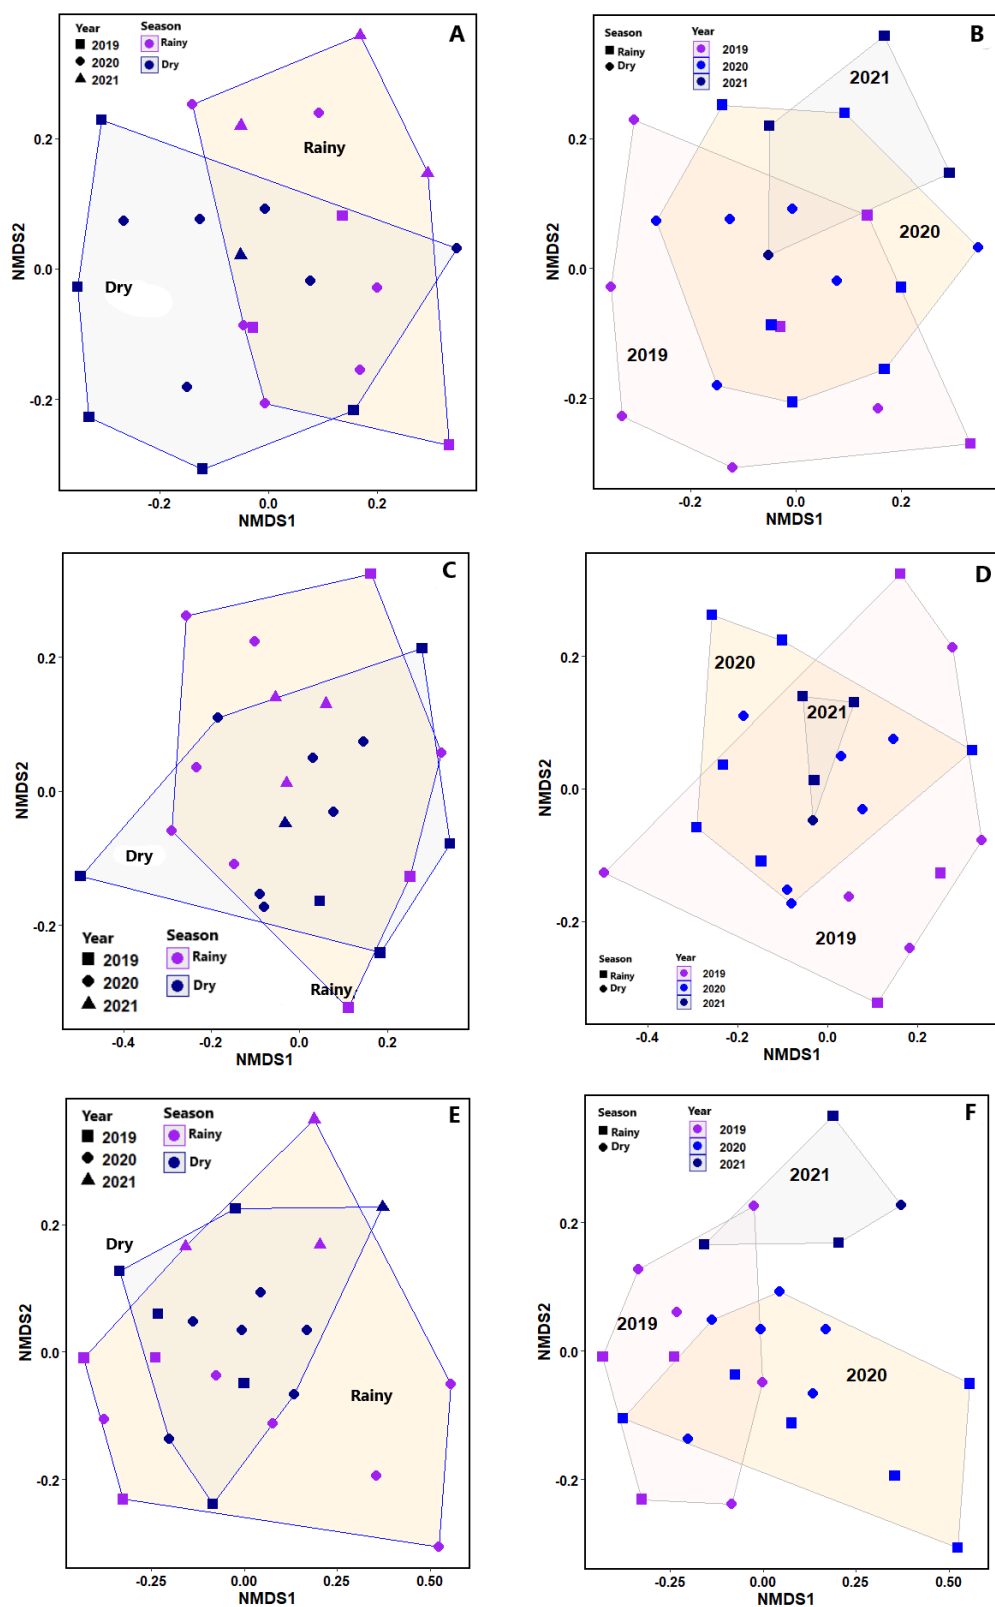 Year Season A
2019 Rainy
2020 Dry
2021
Rainy
Dry
0.2
0.0
-0.2
NMDS2
-0.2 0.0 0.2
NMDS1
Season Year B
Rainy 2019
Dry 2020
2021
2021
2020
2019
0.2
0.0
-0.2
NMDS2
-0.2 0.0 0.2
NMDS1
C
Dry
Rainy
Year Season
2019 Rainy
2020 Dry
2021
0.2
0.0
-0.2
NMDS2
-0.4 -0.2 0.0 0.2
NMDS1
D
2020
2021
2019
Season Year
Rainy 2019
Dry 2020
2021
0.2
0.0
-0.2
NMDS2
-0.4 -0.2 0.0 0.2
NMDS1
Year Season E
2019 Rainy
2020 Dry
2021
Dry
Rainy
0.2
0.0
-0.2
NMDS2
-0.25 0.00 0.25 0.50
NMDS1
Season Year F
Rainy 2019
Dry 2020
2021
2021
2019
2020
0.2
0.0
-0.2
NMDS2
-0.25 0.00 0.25 0.50
NMDS1